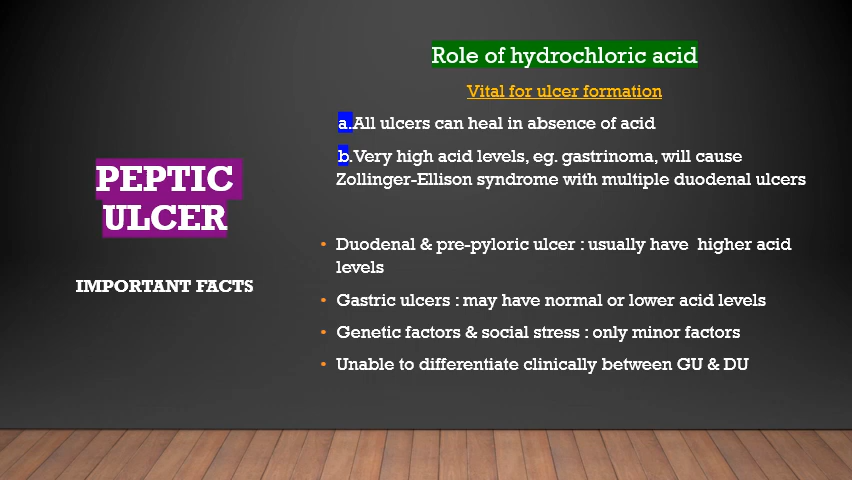 PEPTIC
ULCER
IMPORTANT FACTS
Role of hydrochloric acid
Vital for ulcer formation
a.All ulcers can heal in absence of acid
b.Very high acid levels, eg. gastrinoma, will cause
Zollinger-Ellison syndrome with multiple duodenal ulcers
• Duodenal & pre-pyloric ulcer : usually have higher acid
levels
• Gastric ulcers : may have normal or lower acid levels
• Genetic factors & social stress : only minor factors
• Unable to differentiate clinically between GU & DU